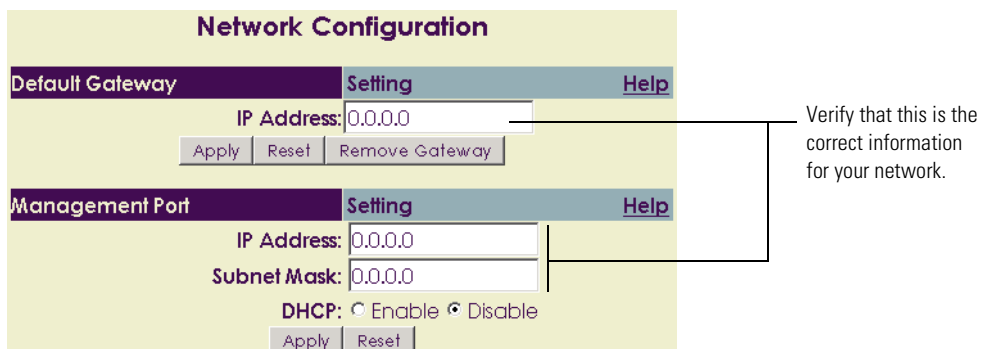 Network Configuration
Default Gateway Setting Help
IP Address: 0.0.0.0
Apply Reset Remove Gateway
Verify that this is the
correct information
for your network.
Management Port Setting Help
IP Address: 0.0.0.0
Subnet Mask: 0.0.0.0
DHCP: Enable Disable
Apply Reset